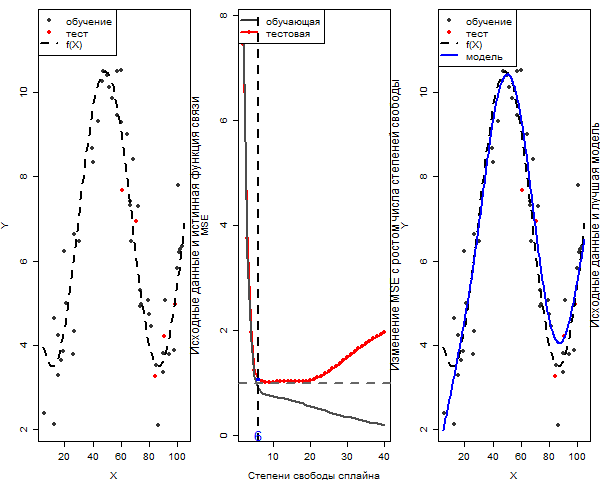 обучение
тест
f(X)
Y
2
4
6
8
10
20
40
60
80
100
X
Исходные данные и истинная функция связи
обучающая
тестовая
MSE
0
2
4
6
8
6
10
20
30
40
Степени свободы сплайна
Изменение MSE с ростом числа степеней свободы
обучение
тест
f(X)
модель
Y
2
4
6
8
10
20
40
60
80
100
X
Исходные данные и лучшая модель